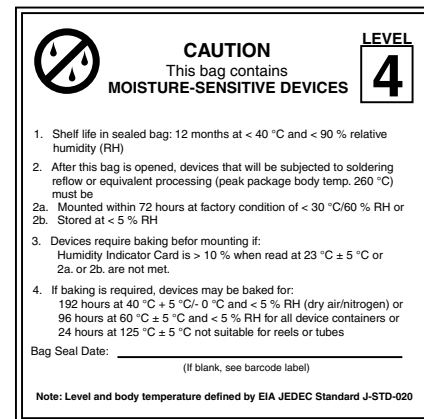 LEVEL
4
CAUTION
This bag contains
MOISTURE-SENSITIVE DEVICES
1. Shelf life in sealed bag: 12 months at < 40 °C and < 90 % relative
humidity (RH)
2. After this bag is opened, devices that will be subjected to soldering
reflow or equivalent processing (peak package body temp. 260 °C)
must be
2a. Mounted within 72 hours at factory condition of < 30 °C/60 % RH or
2b. Stored at < 5 % RH
3. Devices require baking befor mounting if:
Humidity Indicator Card is > 10 % when read at 23 °C ± 5 °C or
2a. or 2b. are not met.
4. If baking is required, devices may be baked for:
192 hours at 40 °C + 5 °C/- 0 °C and < 5 % RH (dry air/nitrogen) or
96 hours at 60 °C ± 5 °C and < 5 % RH for all device containers or
24 hours at 125 °C ± 5 °C not suitable for reels or tubes
Bag Seal Date:
(If blank, see barcode label)
Note: Level and body temperature defined by EIA JEDEC Standard J-STD-020